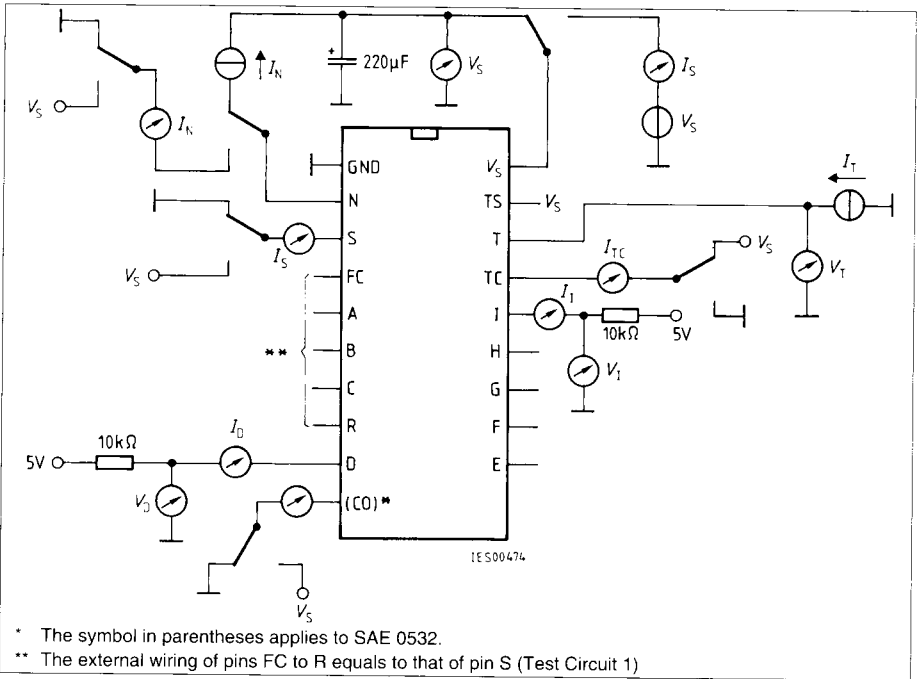 I_N
220µF
V_S
I_S
V_S
I_N
V_S
GND
V_S
I_T
N
TS
V_S
S
T
I_S
V_S
I_TC
V_S
V_T
FC
TC
A
I
I_I
10kΩ
5V
**
B
H
V_I
C
G
R
F
10kΩ
I_D
5V
D
E
V_D
(CO)*
IES00474
V_S
* The symbol in parentheses applies to SAE 0532.
** The external wiring of pins FC to R equals to that of pin S (Test Circuit 1)